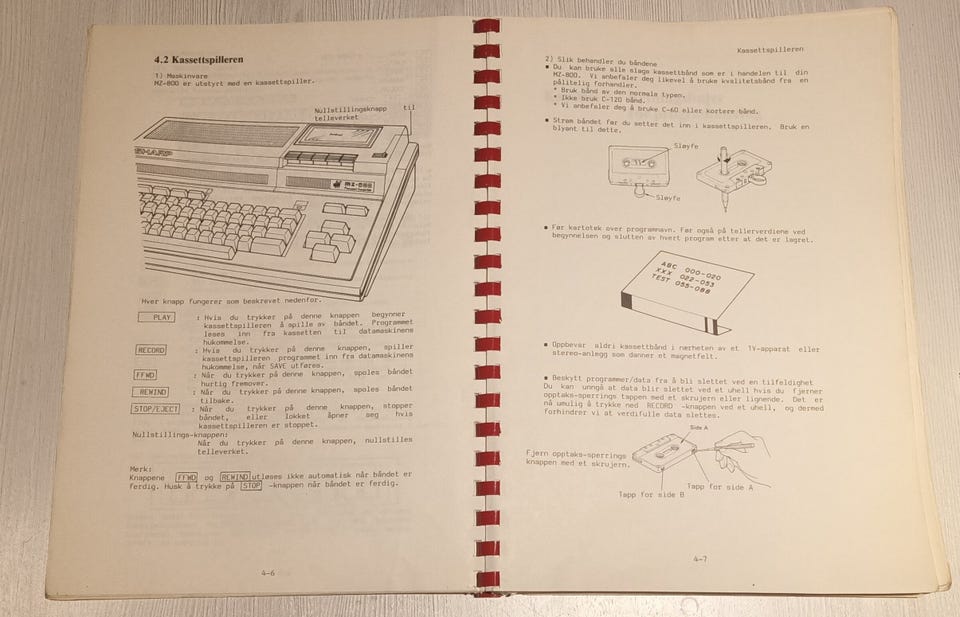 4.2 Kassettspilleren
1) Maskinvare
MZ-800 er utstyrt med en kassettspiller.
Nullstillingsknapp til
telleverket
SHARP
MZ-800
Hver knapp fungerer som beskrevet nedenfor.
PLAY : Hvis du trykker på denne knappen begynner
kassettspilleren å spille av båndet. Programmet
leses inn fra kassetten til datamaskinens
hukommelse.
RECORD : Hvis du trykker på denne knappen, spiller
kassettspilleren programmet inn fra datamaskinens
hukommelse, når SAVE utføres.
FFWD : Når du trykker på denne knappen, spoles båndet
hurtig fremover.
REWIND : Når du trykker på denne knappen, spoles båndet
tilbake.
STOP/EJECT : Når du trykker på denne knappen, stopper
båndet, eller lokket åpner seg hvis
kassettspilleren er stoppet.
Nullstillings-knappen:
Når du trykker på denne knappen, nullstilles
telleverket.
Merk:
Knappene FFWD og REWIND utløses ikke automatisk når båndet er
ferdig. Husk å trykke på STOP -knappen når båndet er ferdig.
4-6
Kassettspilleren
2) Slik behandler du båndene
▪ Du kan bruke alle slags kassettbånd som er i handelen til din
MZ-800. Vi anbefaler deg likevel å bruke kvalitetsbånd fra en
pålitelig forhandler.
* Bruk bånd av den normale typen.
* Ikke bruk C-120 bånd.
* Vi anbefaler deg å bruke C-60 eller kortere bånd.
▪ Stram båndet før du setter det inn i kassettspilleren. Bruk en
blyant til dette.
Sløyfe
Sløyfe
▪ Før kartotek over programnavn. Før også på tellerverdiene ved
begynnelsen og slutten av hvert program etter at det er lagret.
ABC 000-020
XXX 022-053
TEST 055-088
▪ Oppbevar aldri kassettbånd i nærheten av et TV-apparat eller
stereo-anlegg som danner et magnetfelt.
▪ Beskytt programmer/data fra å bli slettet ved en tilfeldighet
Du kan unngå at data blir slettet ved et uhell hvis du fjerner
opptaks-sperrings tappen med et skrujern eller lignende. Det er
nå umulig å trykke ned RECORD -knappen ved et uhell, og dermed
forhindrer vi at verdifulle data slettes.
Side A
Fjern opptaks-sperrings
knappen med et skrujern.
Tapp for side A
Tapp for side B
4-7